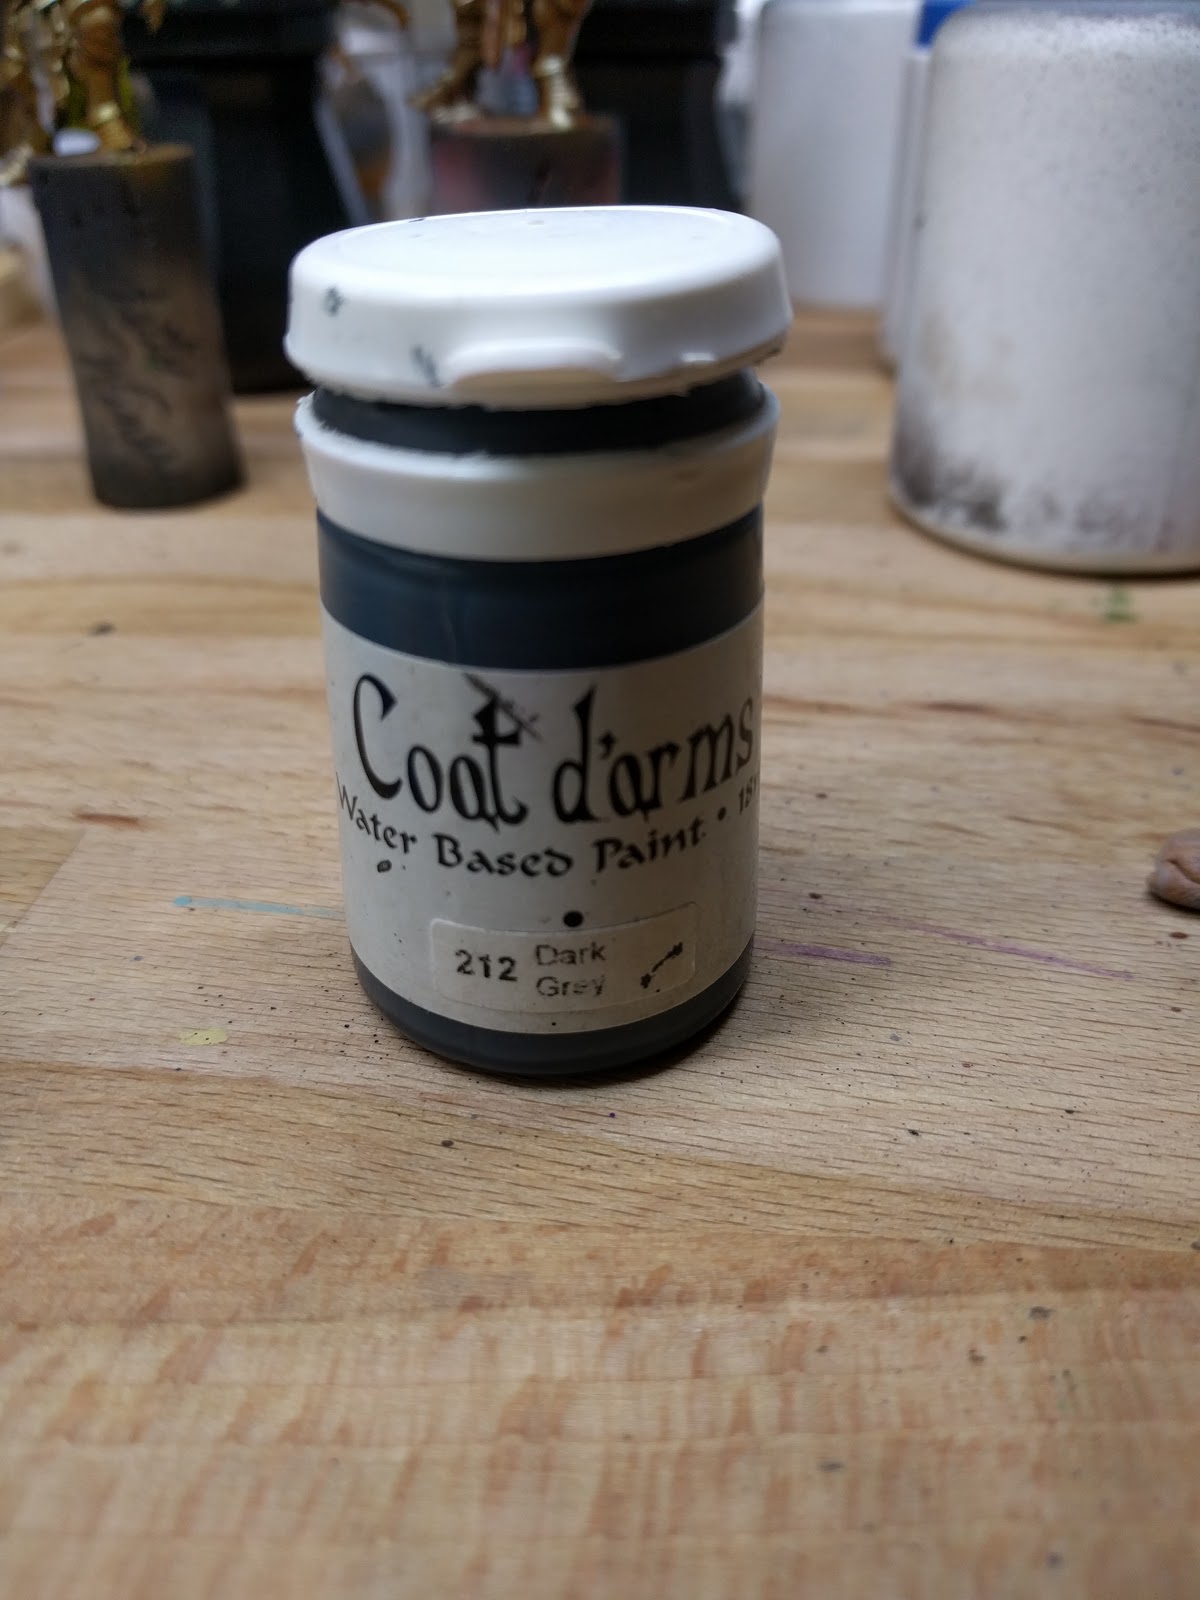 Coat d'arms
Water Based Paint •
212 Dark
Grey